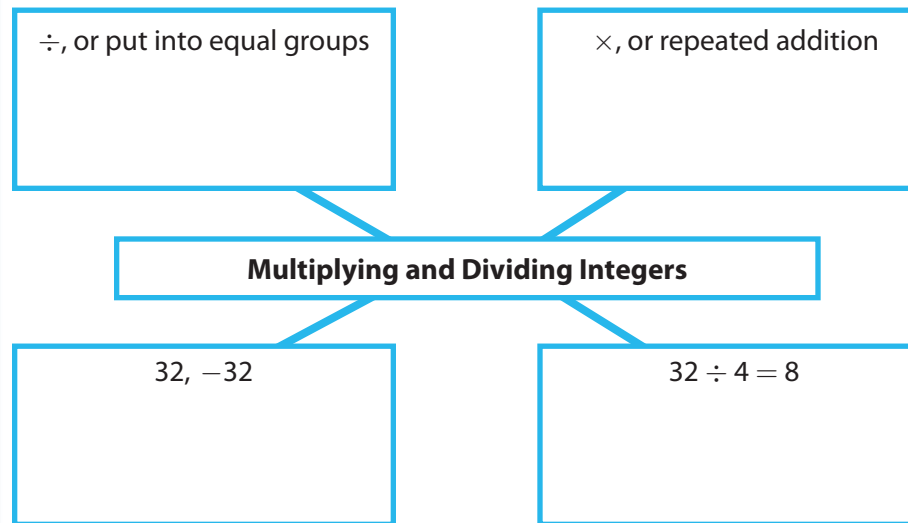 ÷, or put into equal groups
×, or repeated addition
Multiplying and Dividing Integers
32, −32
32 ÷ 4 = 8